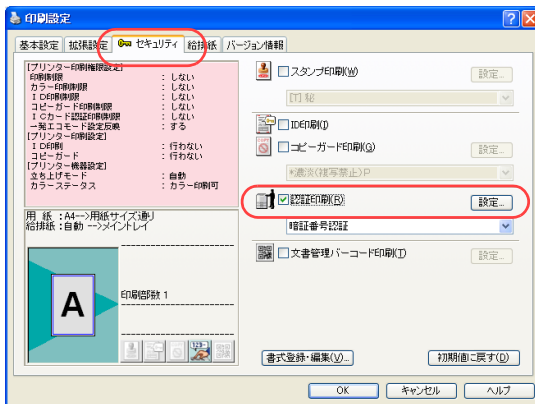 印刷設定
基本設定 拡張設定 セキュリティ 給排紙 バージョン情報
[プリンター印刷権限設定]
印刷制限 : しない
カラー印刷制限 : しない
ID印刷制限 : しない
コピーガード印刷制限 : しない
ICカード認証印刷制限 : しない
一発エコモード設定反映 : する
[プリンター印刷設定]
ID印刷 : 行わない
コピーガード : 行わない
[プリンター機器設定]
立ち上げモード : 自動
カラーステータス : カラー印刷可
用 紙 :A4-->用紙サイズ通り
給排紙 :自動 -->メイントレイ
A
印刷部数 1
スタンプ印刷(W) 設定...
[T] 秘
ID印刷(I)
コピーガード印刷(G) 設定...
*濃淡(複写禁止)P
認証印刷(R) 設定...
暗証番号認証
文書管理バーコード印刷(T) 設定...
書式登録・編集(V)... 初期値に戻す(D)
OK キャンセル ヘルプ